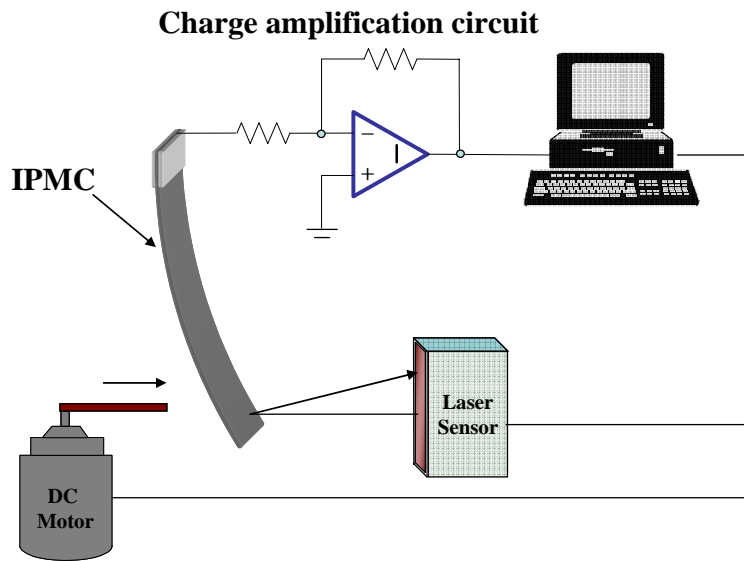 Charge amplification circuit
IPMC
Laser
Sensor
DC
Motor